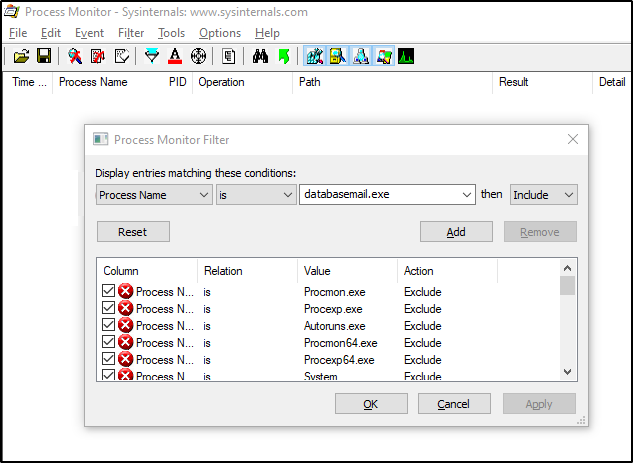 Process Monitor - Sysinternals: www.sysinternals.com
File Edit Event Filter Tools Options Help
Time ... Process Name PID Operation Path Result Detail
Process Monitor Filter
Display entries matching these conditions:
Process Name is databasemail.exe then Include
Reset Add Remove
Column Relation Value Action
Process N... is Procmon.exe Exclude
Process N... is Procexp.exe Exclude
Process N... is Autoruns.exe Exclude
Process N... is Procmon64.exe Exclude
Process N... is Procexp64.exe Exclude
Process N... is System Exclude
OK Cancel Apply